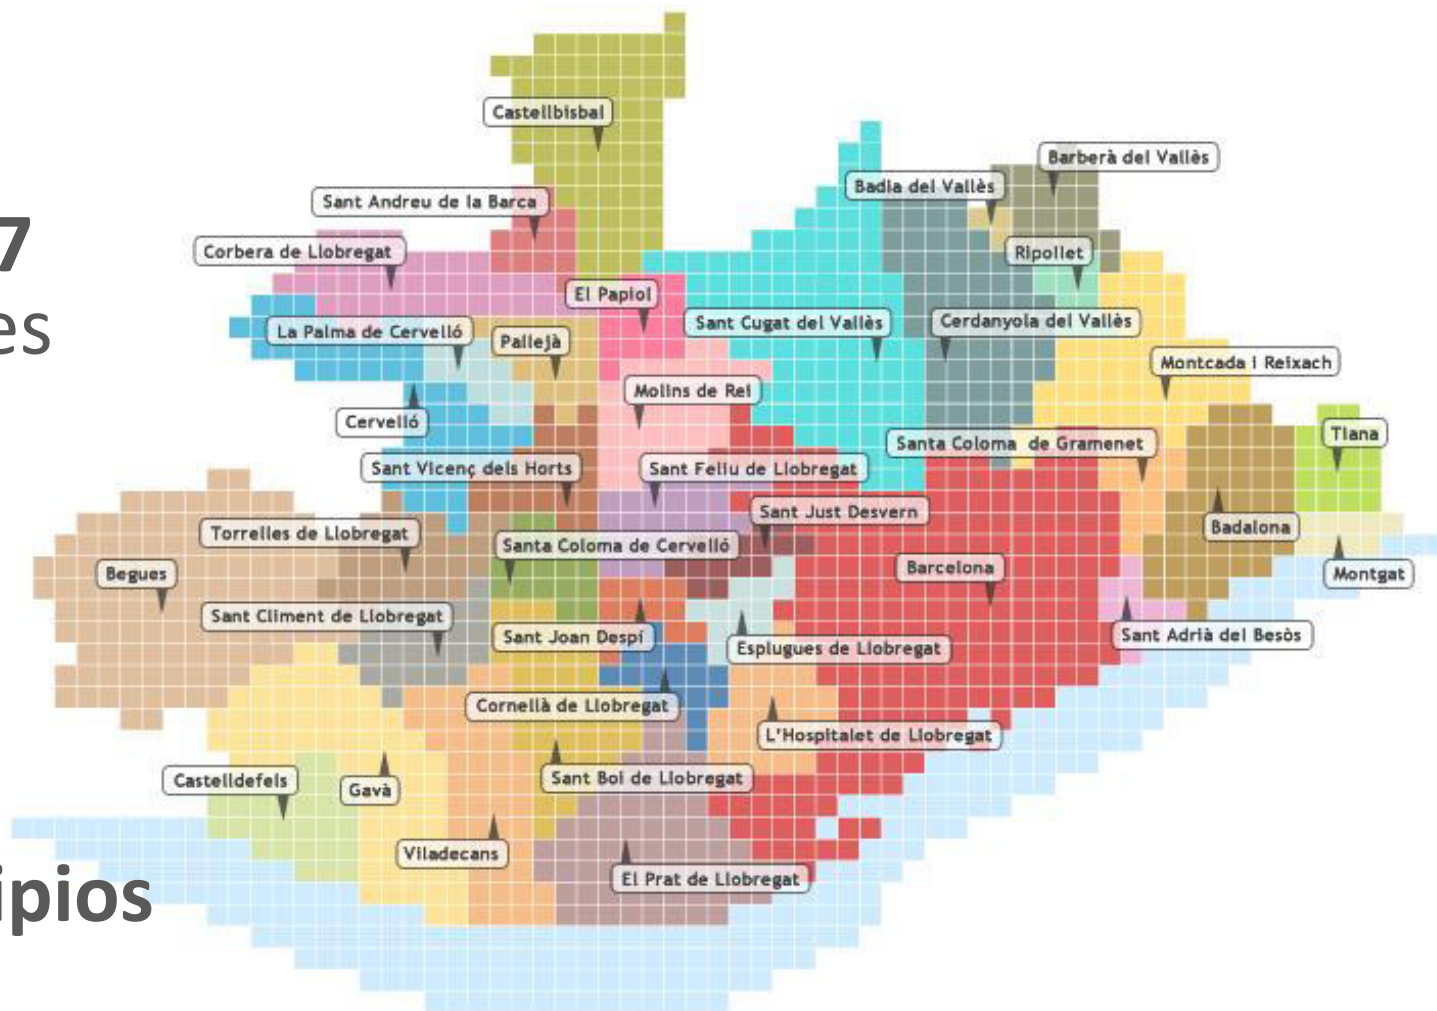 Castellbisbal
Barberà del Vallès
Badia del Vallès
Sant Andreu de la Barca
7
Corbera de Llobregat
Ripollet
El Papiol
es
La Palma de Cervelló
Pallejà
Sant Cugat del Vallès
Cerdanyola del Vallès
Montcada i Reixach
Molins de Rei
Cervelló
Santa Coloma de Gramenet
Tiana
Sant Vicenç dels Horts
Sant Feliu de Llobregat
Sant Just Desvern
Torrelles de Llobregat
Santa Coloma de Cervelló
Badalona
Begues
Barcelona
Montgat
Sant Climent de Llobregat
Sant Joan Despí
Esplugues de Llobregat
Sant Adrià del Besòs
Cornellà de Llobregat
L'Hospitalet de Llobregat
Castelldefels
Gavà
Sant Boi de Llobregat
Viladecans
El Prat de Llobregat
ipios